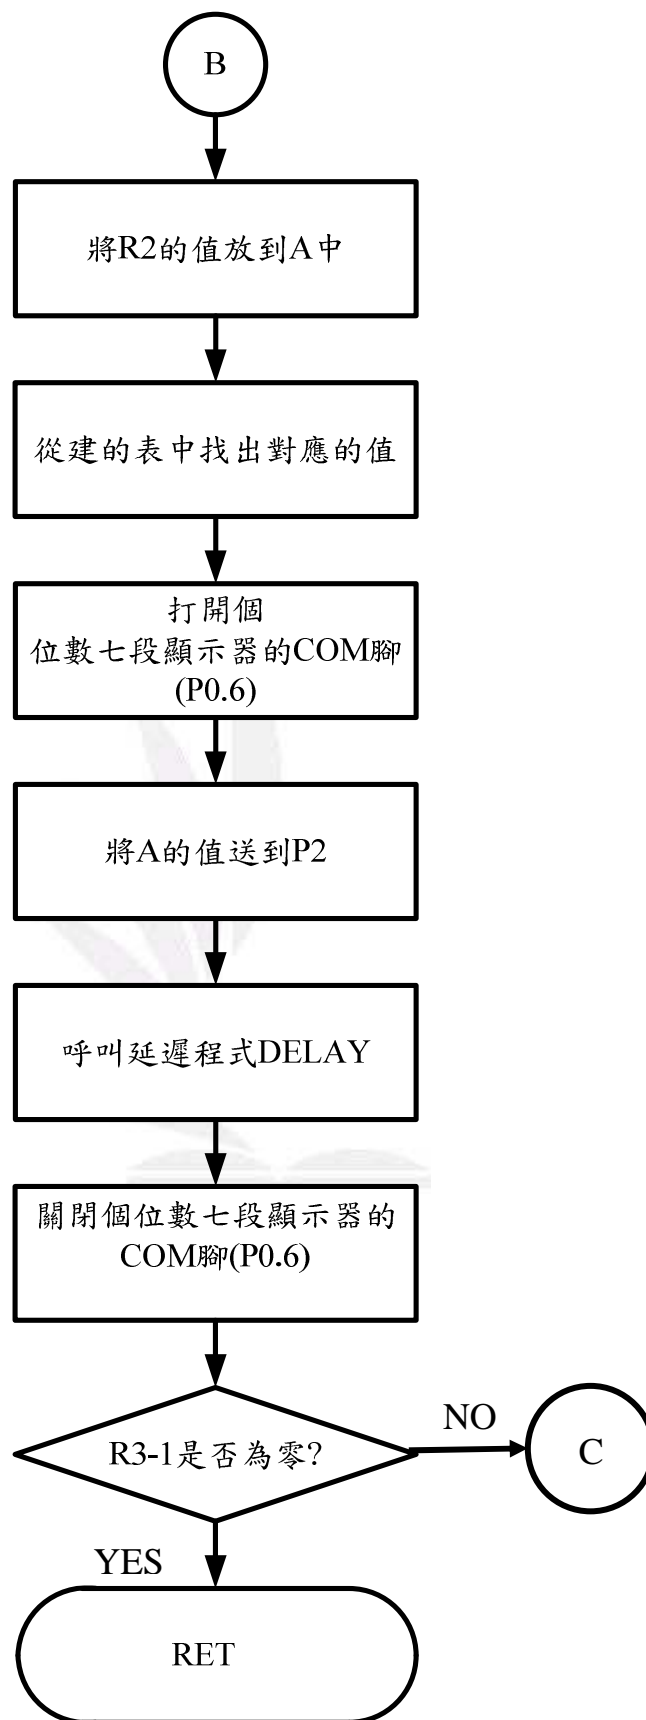 B
將R2的值放到A中
從建的表中找出對應的值
打開個
位數七段顯示器的COM腳
(P0.6)
將A的值送到P2
呼叫延遲程式DELAY
關閉個位數七段顯示器的
COM腳(P0.6)
R3-1是否為零?
NO
C
YES
RET